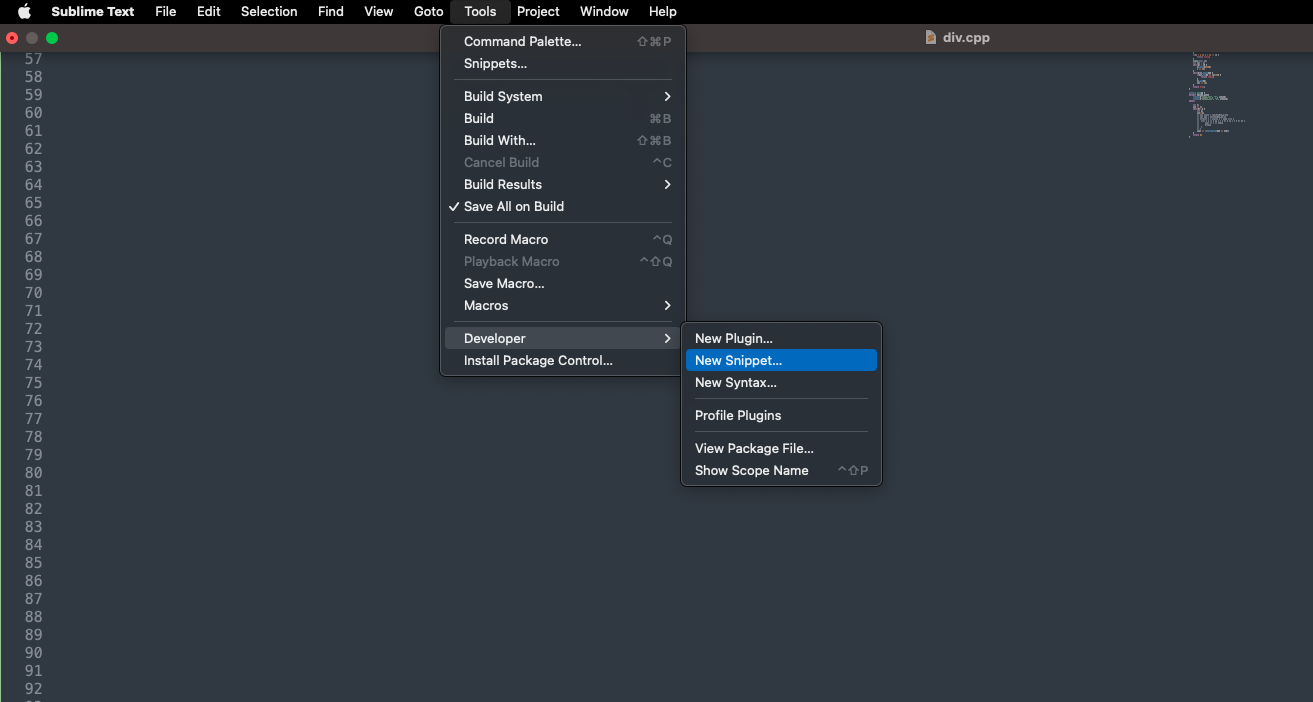 Sublime Text File Edit Selection Find View Goto Tools Project Window Help
div.cpp
Command Palette... ⇧⌘P
Snippets...
Build System
Build ⌘B
Build With... ⇧⌘B
Cancel Build ^C
Build Results
✓ Save All on Build
Record Macro ^Q
Playback Macro ^⇧Q
Save Macro...
Macros
Developer
Install Package Control...
New Plugin...
New Snippet...
New Syntax...
Profile Plugins
View Package File...
Show Scope Name ^⇧P
57
58
59
60
61
62
63
64
65
66
67
68
69
70
71
72
73
74
75
76
77
78
79
80
81
82
83
84
85
86
87
88
89
90
91
92